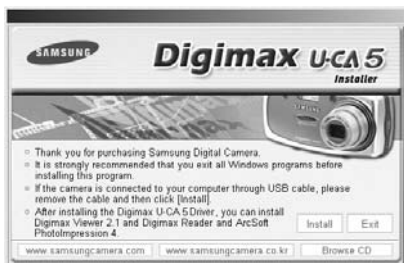 SAMSUNG
Digimax U-CA 5
Installer
SAMSUNG
Thank you for purchasing Samsung Digital Camera.
It is strongly recommended that you exit all Windows programs before
installing this program.
If the camera is connected to your computer through USB cable, please
remove the cable and then click [Install].
After installing the Digimax U-CA 5 Driver, you can install
Digimax Viewer 2.1 and Digimax Reader and ArcSoft
PhotoImpression 4.
Install Exit
www.samsungcamera.com www.samsungcamera.co.kr Browse CD